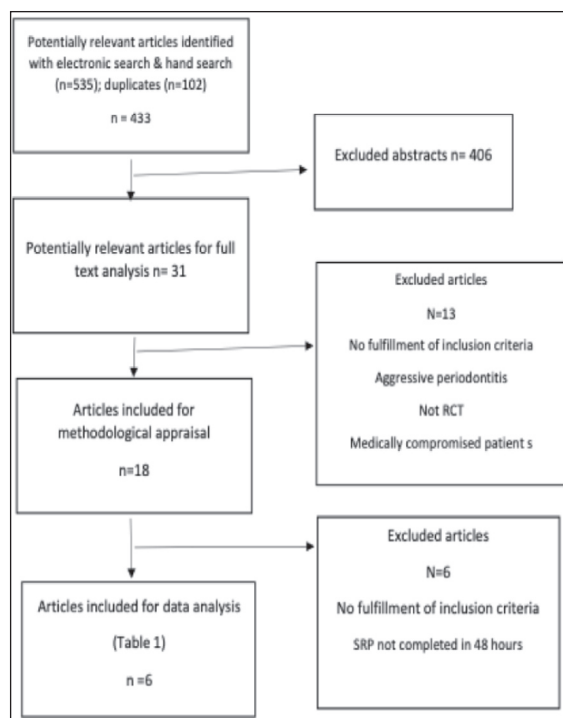 Potentially relevant articles identified
with electronic search & hand search
(n=535); duplicates (n=102)
n = 433
Excluded abstracts n= 406
Potentially relevant articles for full
text analysis n= 31
Excluded articles
N=13
No fulfillment of inclusion criteria
Aggressive periodontitis
Not RCT
Medically compromised patient s
Articles included for
methodological appraisal
n=18
Excluded articles
N=6
No fulfillment of inclusion criteria
SRP not completed in 48 hours
Articles included for data analysis
(Table 1)
n =6